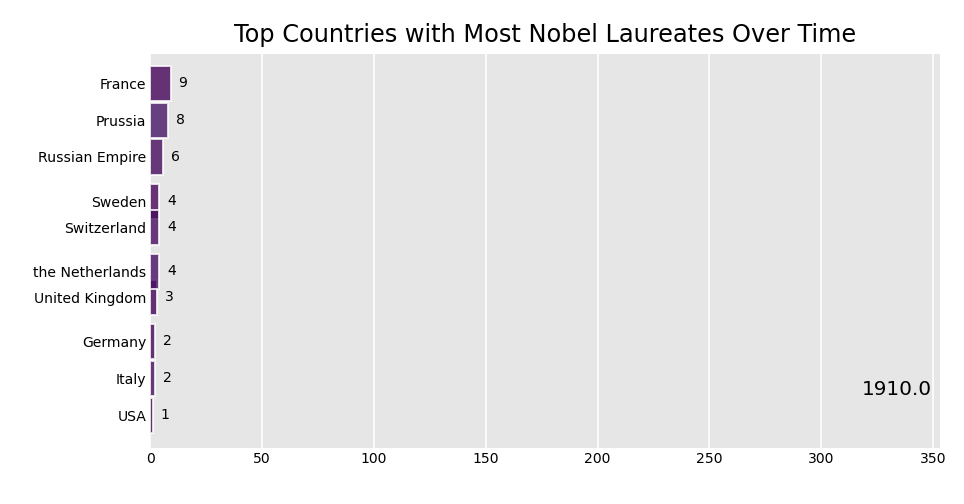 Top Countries with Most Nobel Laureates Over Time
France 9
Prussia 8
Russian Empire 6
Sweden 4
Switzerland 4
the Netherlands 4
United Kingdom 3
Germany 2
Italy 2
1910.0
USA 1
0 50 100 150 200 250 300 350